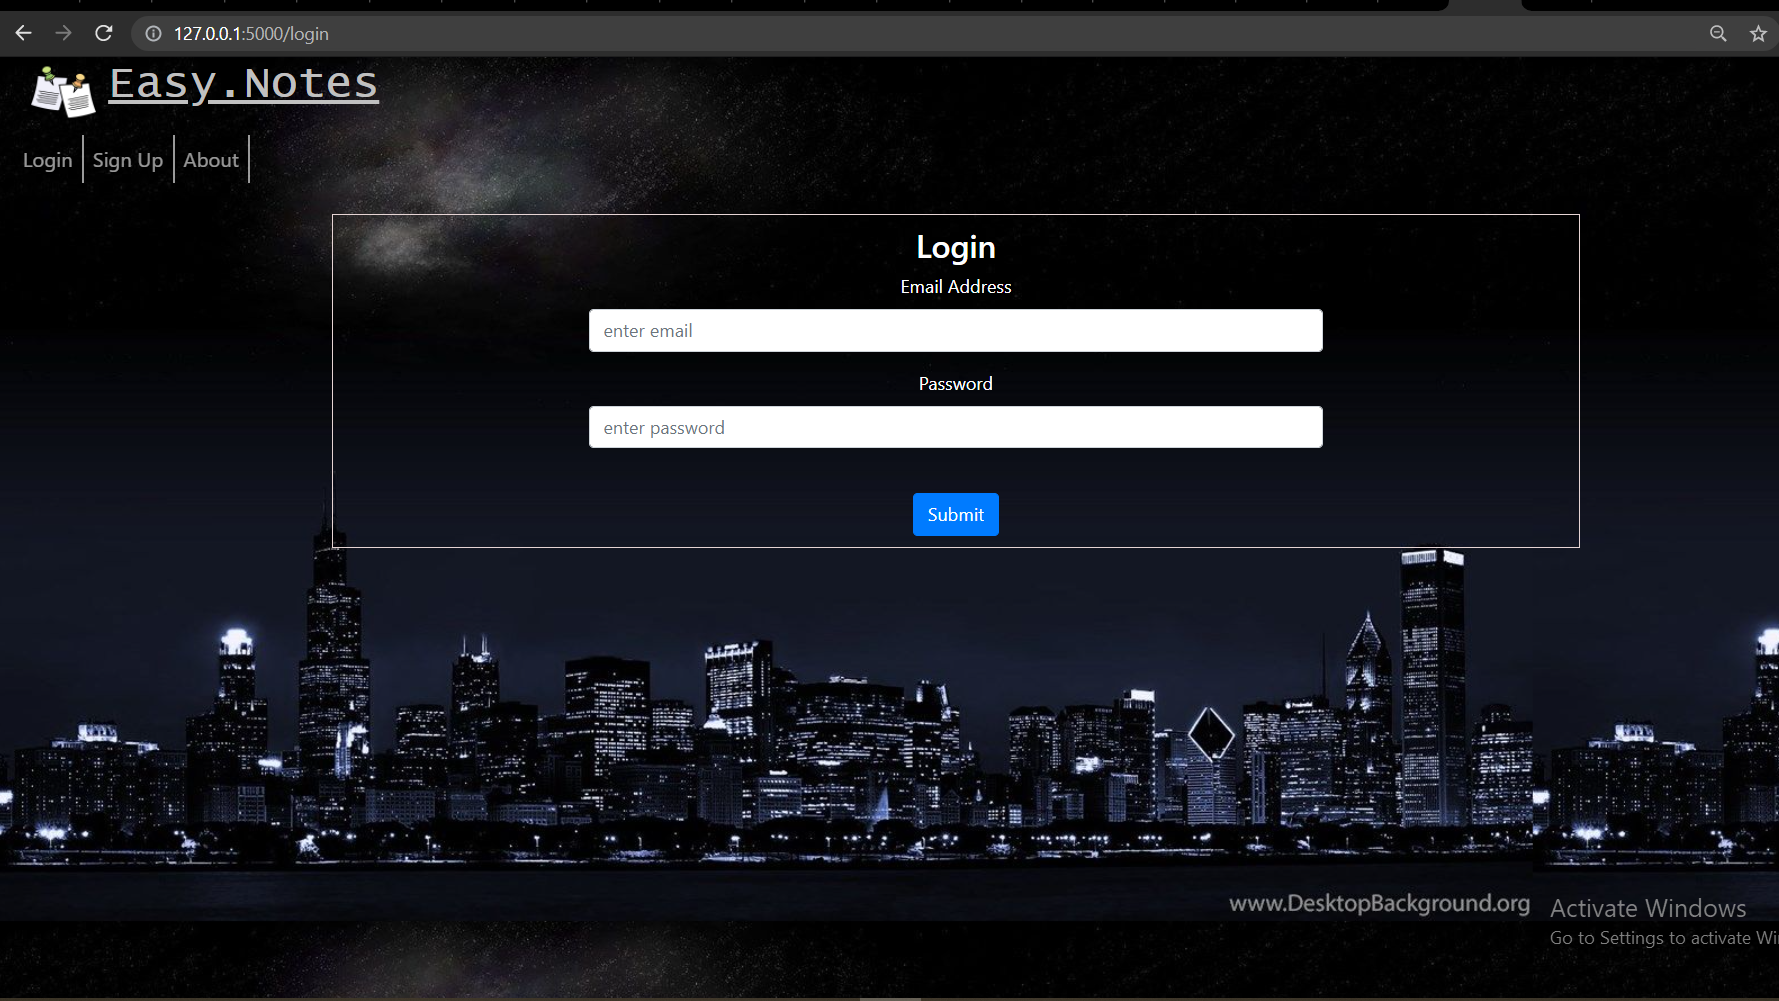 127.0.0.1:5000/login
Easy.Notes
Login
Sign Up
About
Login
Email Address
enter email
Password
enter password
Submit
Prudential
www.DesktopBackground.org
Activate Windows
Go to Settings to activate Wi